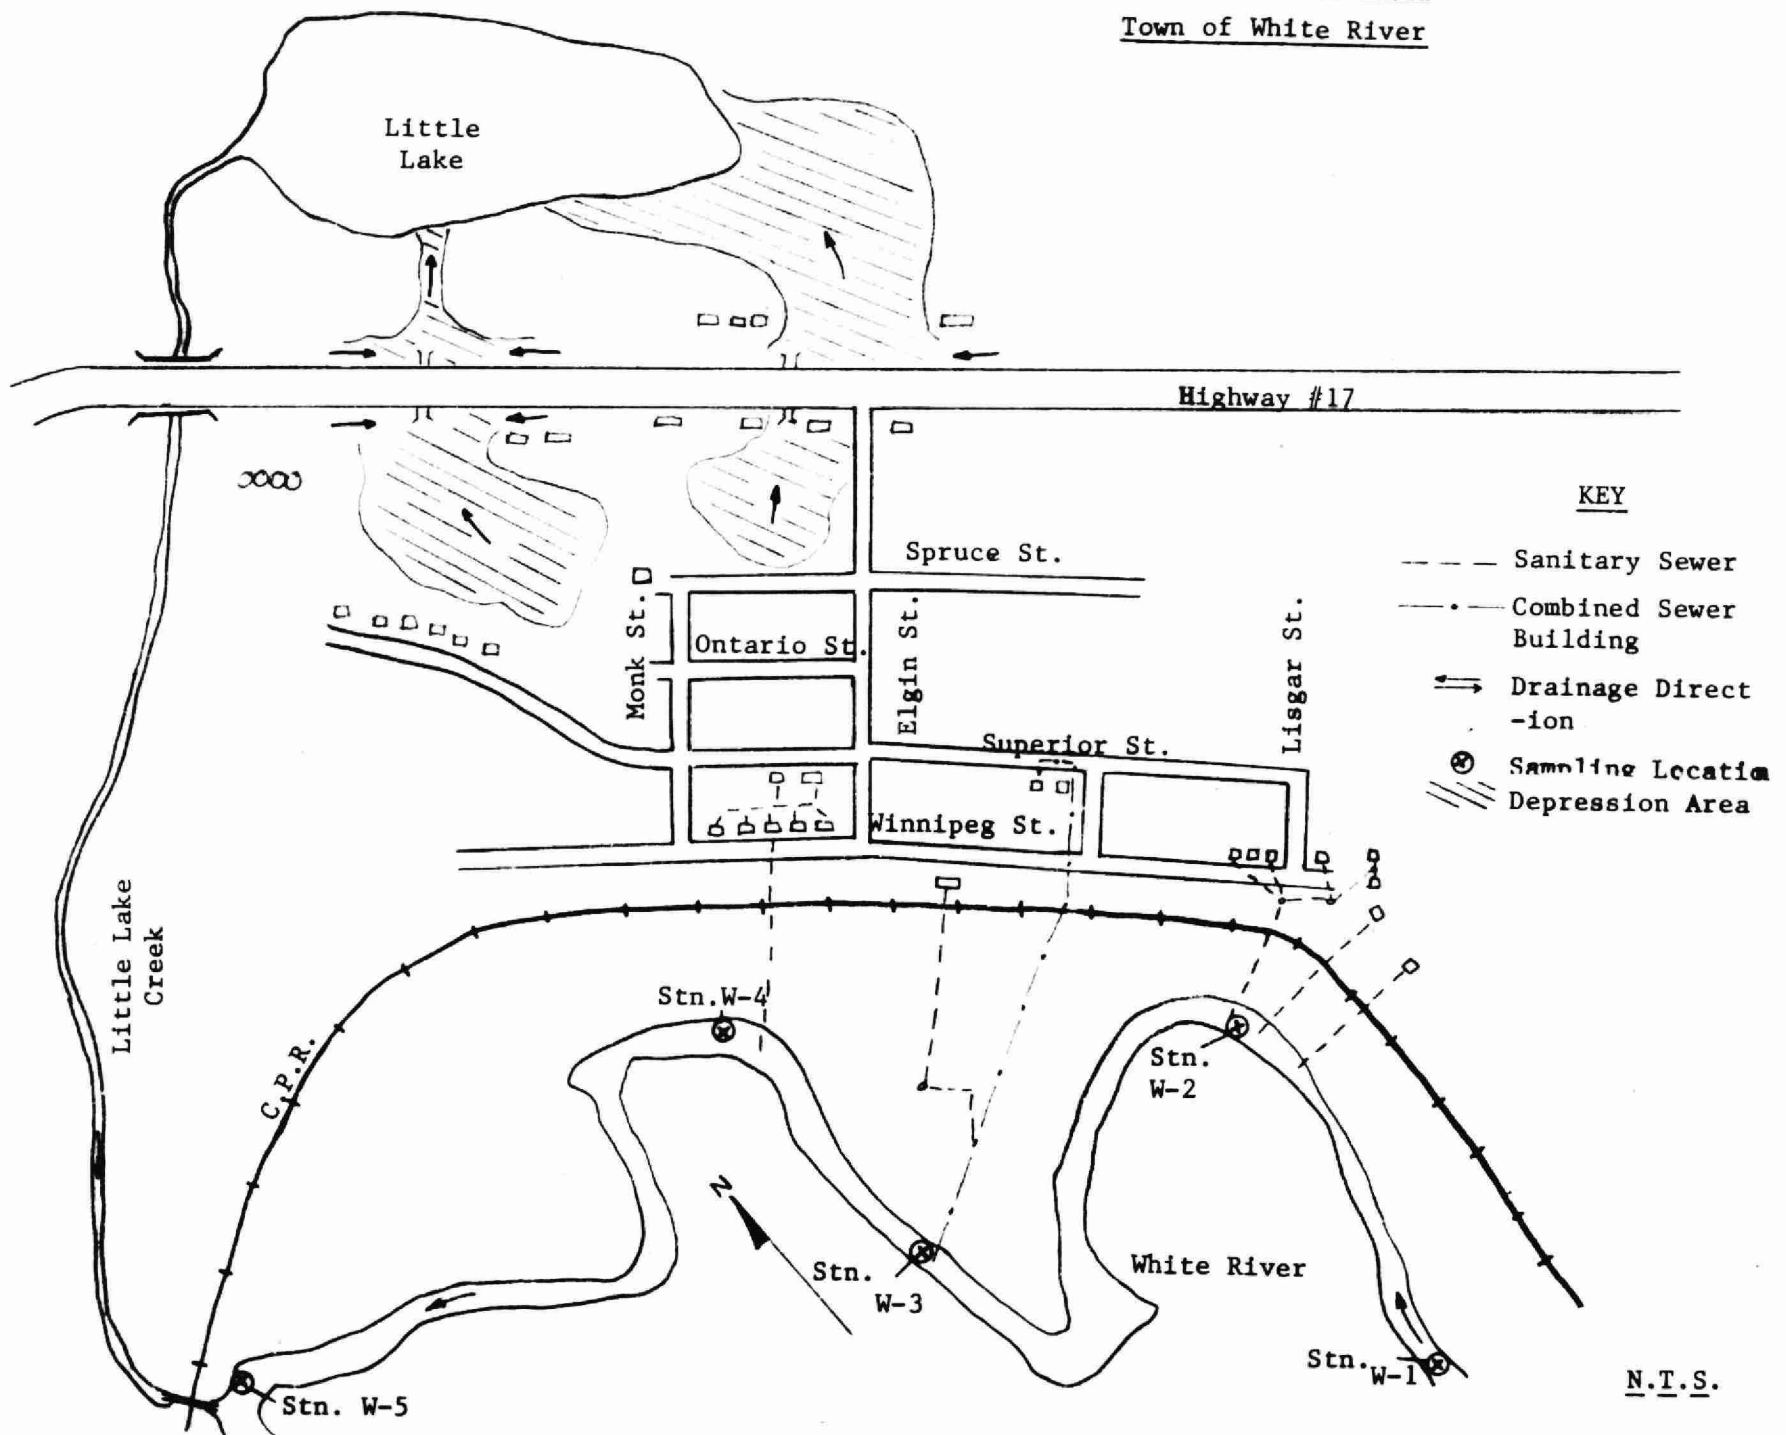 Town of White River
Little
Lake
Highway #17
KEY
Spruce St.
Sanitary Sewer
Combined Sewer
Building
Monk St.
Ontario St.
Elgin St.
Lisgar St.
Drainage Direct
-ion
Superior St.
Sampling Locatio
Depression Area
Winnipeg St.
Little Lake
Creek
Stn. W-4
C.P.R.
Stn.
W-2
N
Stn.
W-3
White River
Stn. W-1
N.T.S.
Stn. W-5